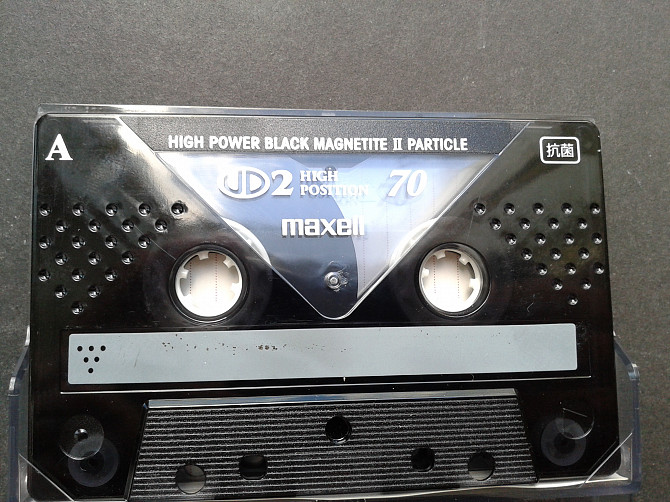 HIGH POWER BLACK MAGNETITE II PARTICLE
A
抗菌
UD2 HIGH POSITION 70
maxell